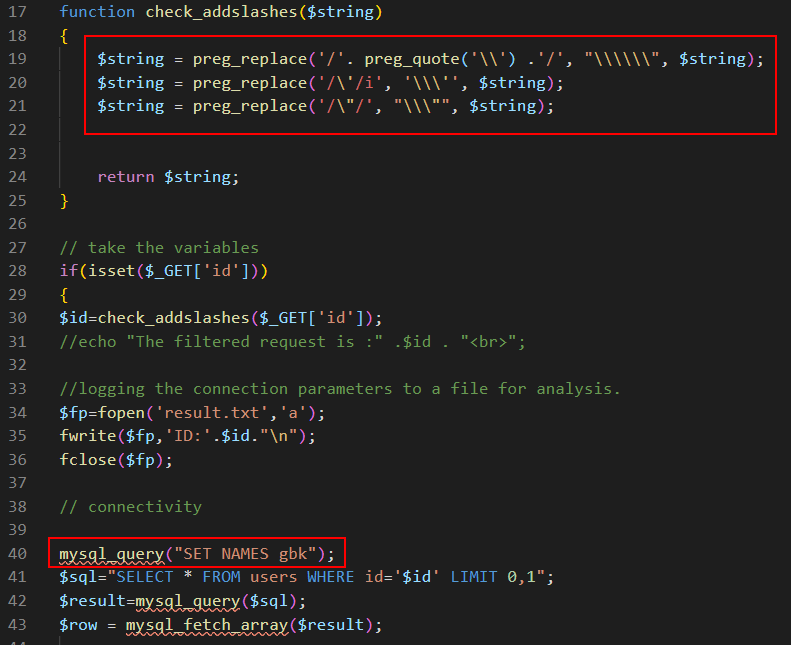 17 function check_addslashes($string)
18 {
19 $string = preg_replace('/'. preg_quote('\\') .'/', "\\\\\\", $string);
20 $string = preg_replace('/\'/i', '\\\'', $string);
21 $string = preg_replace('/\"/', "\\\"", $string);
22
23
24 return $string;
25 }
26
27 // take the variables
28 if(isset($_GET['id']))
29 {
30 $id=check_addslashes($_GET['id']);
31 //echo "The filtered request is :" .$id . "<br>";
32
33 //logging the connection parameters to a file for analysis.
34 $fp=fopen('result.txt','a');
35 fwrite($fp,'ID:'.$id."\n");
36 fclose($fp);
37
38 // connectivity
39
40 mysql_query("SET NAMES gbk");
41 $sql="SELECT * FROM users WHERE id='$id' LIMIT 0,1";
42 $result=mysql_query($sql);
43 $row = mysql_fetch_array($result);